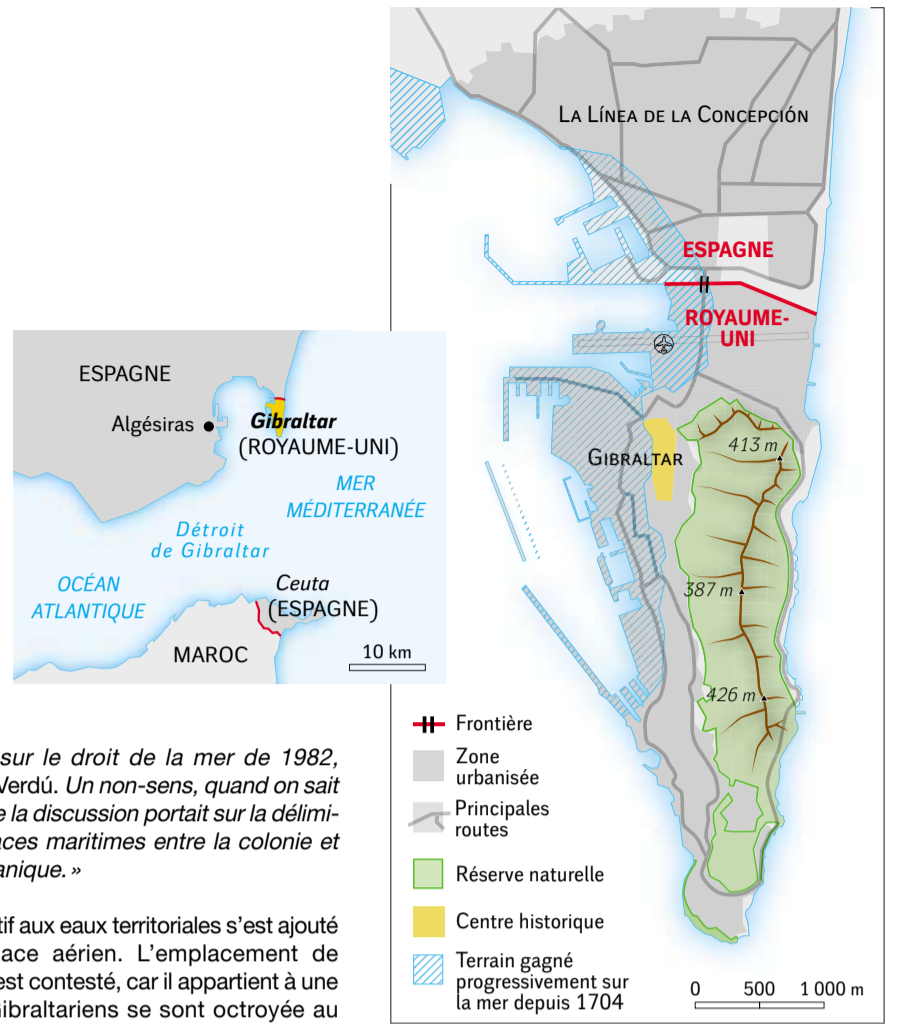 LA LÍNEA DE LA CONCEPCIÓN
ESPAGNE
ROYAUME-
UNI
GIBRALTAR
413 m
387 m
426 m
Frontière
Zone
urbanisée
Principales
routes
Réserve naturelle
Centre historique
Terrain gagné
progressivement sur
la mer depuis 1704
0 500 1 000 m
ESPAGNE
Algésiras
Gibraltar
(ROYAUME-UNI)
MER
MÉDITERRANÉE
Détroit
de Gibraltar
OCÉAN
ATLANTIQUE
Ceuta
(ESPAGNE)
MAROC
10 km
sur le droit de la mer de 1982,
Verdú. Un non-sens, quand on sait
e la discussion portait sur la délimi-
aces maritimes entre la colonie et
anique. »
tif aux eaux territoriales s’est ajouté
ace aérien. L’emplacement de
est contesté, car il appartient à une
Gibraltariens se sont octroyée au